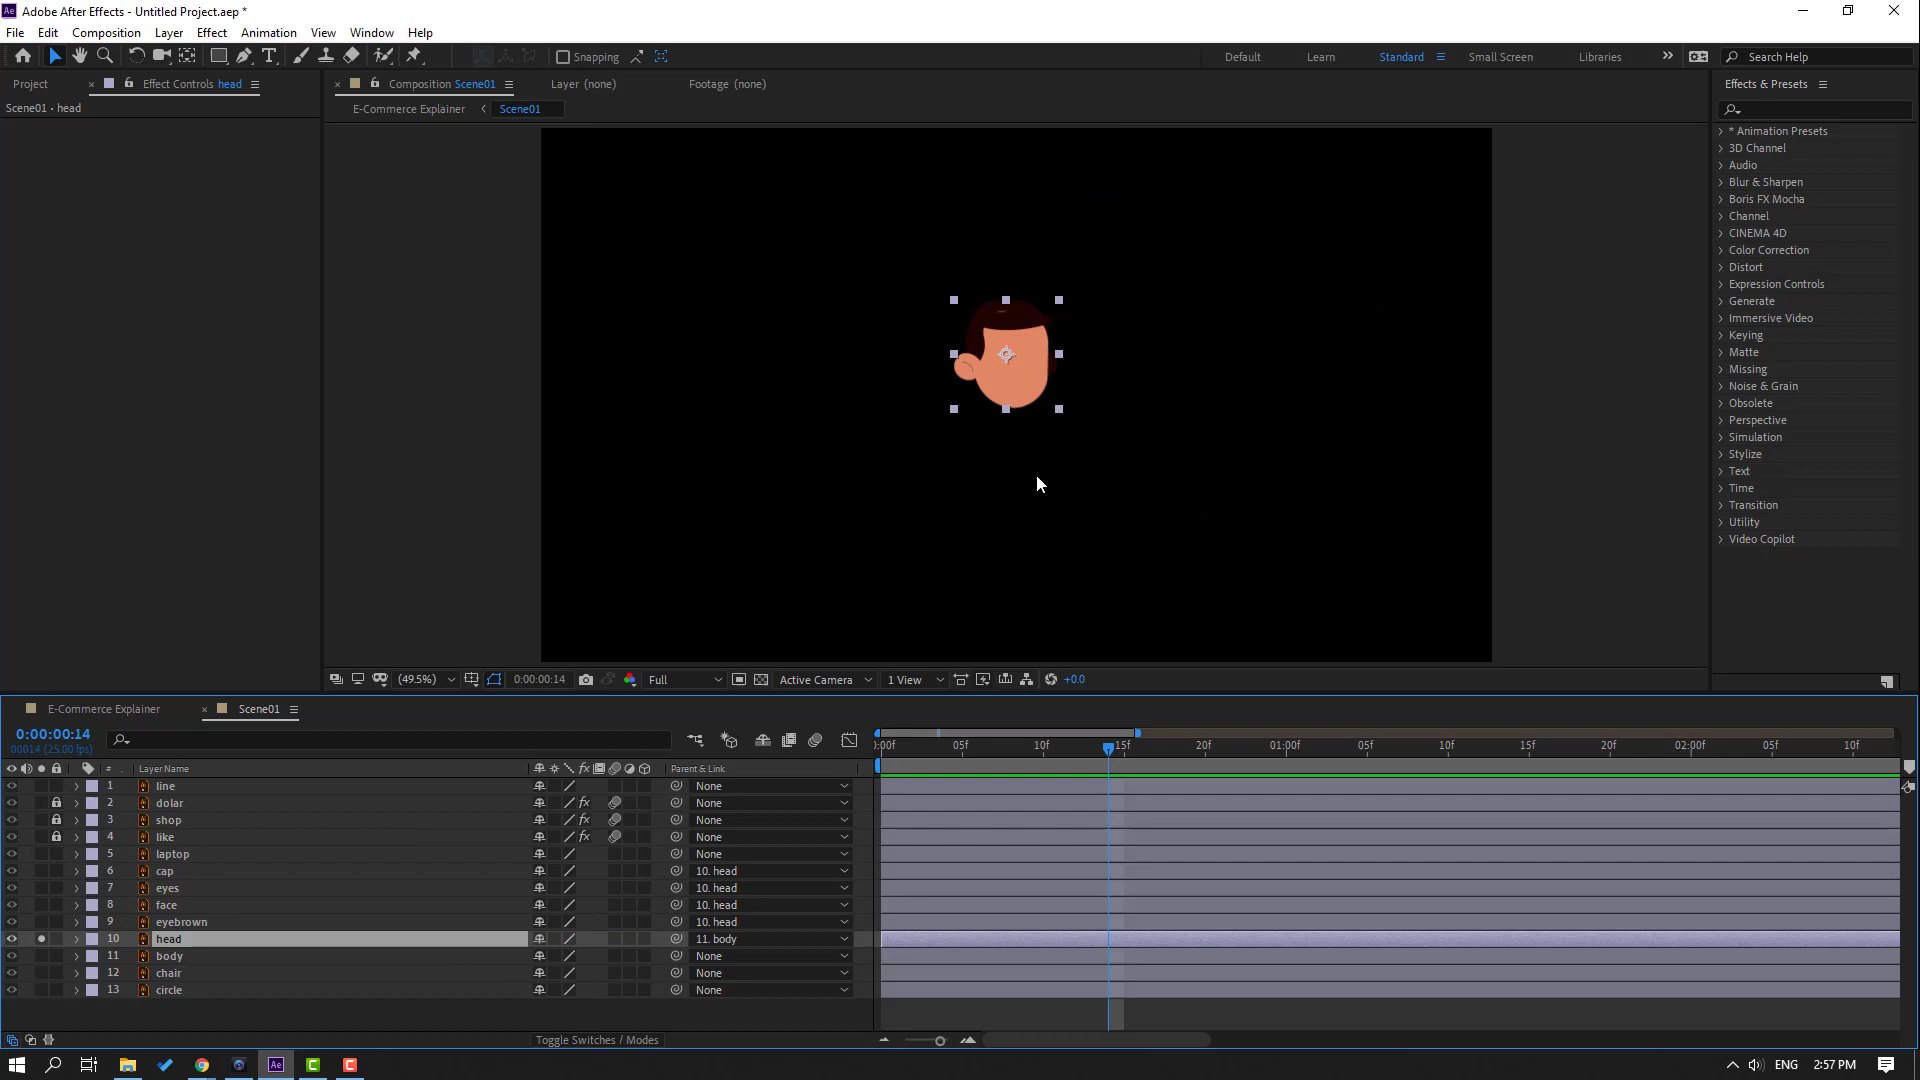 Adobe After Effects - Untitled Project.aep *
File Edit Composition Layer Effect Animation View Window Help
Snapping
Default Learn Standard Small Screen Libraries
Search Help
Project Effect Controls head
Scene01 • head
Composition Scene01 Layer (none) Footage (none)
E-Commerce Explainer Scene01
Effects & Presets
* Animation Presets
3D Channel
Audio
Blur & Sharpen
Boris FX Mocha
Channel
CINEMA 4D
Color Correction
Distort
Expression Controls
Generate
Immersive Video
Keying
Matte
Missing
Noise & Grain
Obsolete
Perspective
Simulation
Stylize
Text
Time
Transition
Utility
Video Copilot
(49.5%) 0:00:00:14 Full Active Camera 1 View +0.0
E-Commerce Explainer Scene01
0:00:00:14
00014 (25.00 fps)
:00f 05f 10f 15f 20f 01:00f 05f 10f 15f 20f 02:00f 05f 10f
# Layer Name Parent & Link
1 line None
2 dolar fx None
3 shop fx None
4 like fx None
5 laptop None
6 cap 10. head
7 eyes 10. head
8 face 10. head
9 eyebrown 10. head
10 head 11. body
11 body None
12 chair None
13 circle None
Toggle Switches / Modes
ENG 2:57 PM